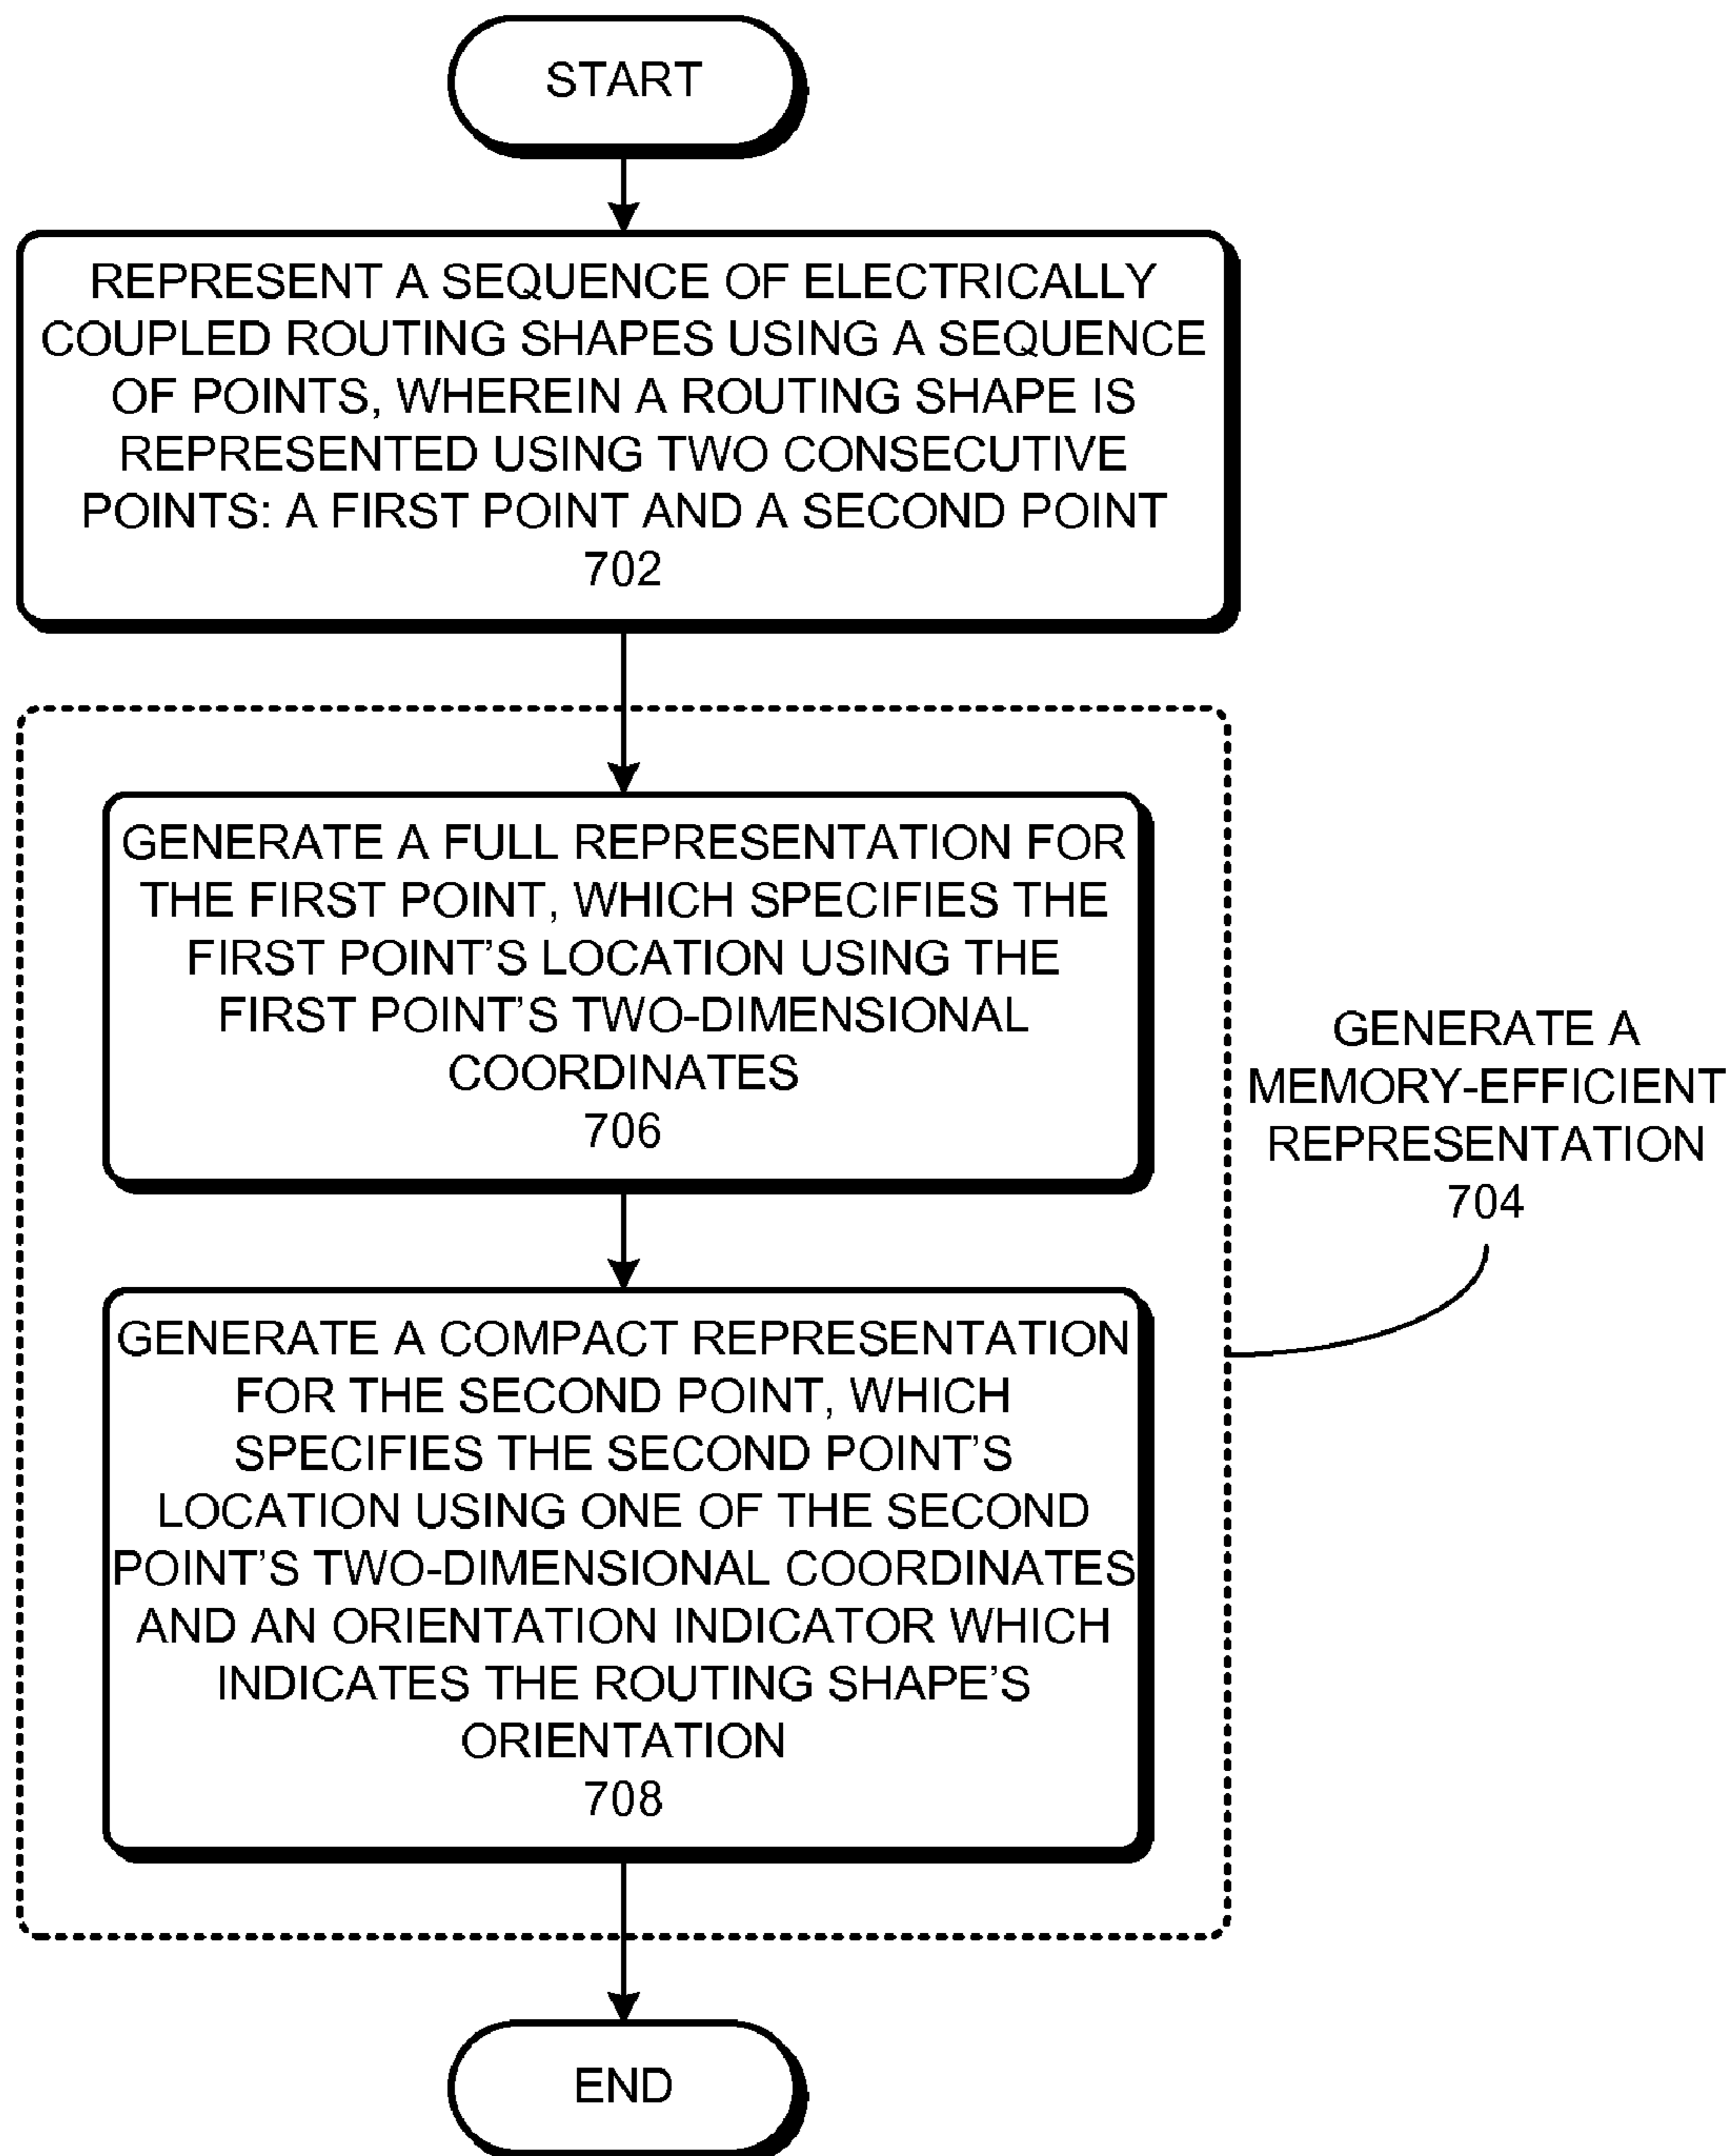 START
REPRESENT A SEQUENCE OF ELECTRICALLY
COUPLED ROUTING SHAPES USING A SEQUENCE
OF POINTS, WHEREIN A ROUTING SHAPE IS
REPRESENTED USING TWO CONSECUTIVE
POINTS: A FIRST POINT AND A SECOND POINT
702
GENERATE A FULL REPRESENTATION FOR
THE FIRST POINT, WHICH SPECIFIES THE
FIRST POINT'S LOCATION USING THE
FIRST POINT'S TWO-DIMENSIONAL
COORDINATES
706
GENERATE A
MEMORY-EFFICIENT
REPRESENTATION
704
GENERATE A COMPACT REPRESENTATION
FOR THE SECOND POINT, WHICH
SPECIFIES THE SECOND POINT'S
LOCATION USING ONE OF THE SECOND
POINT'S TWO-DIMENSIONAL COORDINATES
AND AN ORIENTATION INDICATOR WHICH
INDICATES THE ROUTING SHAPE'S
ORIENTATION
708
END